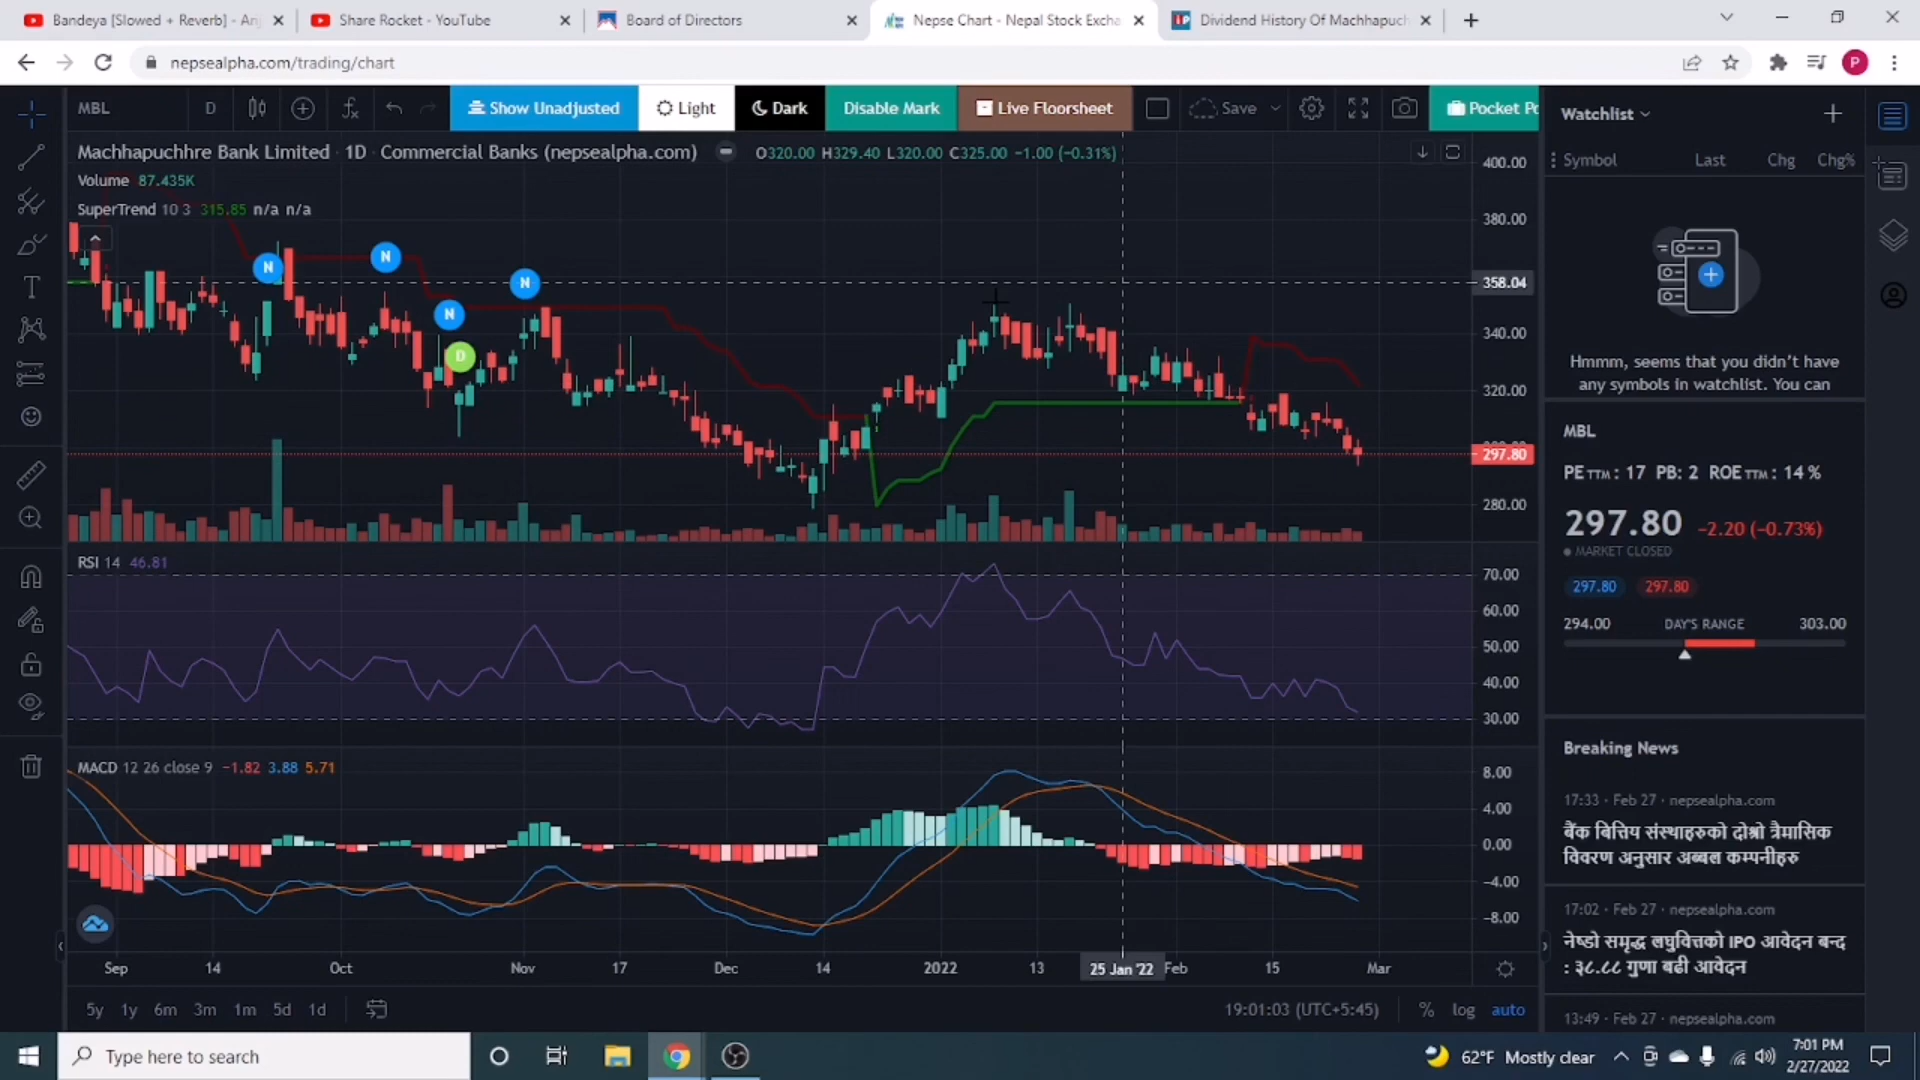 Bandeya [Slowed + Reverb] - An
Share Rocket - YouTube
Board of Directors
Nepse Chart - Nepal Stock Excha
Dividend History Of Machhapuch
nepsealpha.com/trading/chart
P
MBL
D
Show Unadjusted
Light
Dark
Disable Mark
Live Floorsheet
Save
Pocket Po
Machhapuchhre Bank Limited · 1D · Commercial Banks (nepsealpha.com)
O320.00 H329.40 L320.00 C325.00 −1.00 (−0.31%)
Volume 87.435K
SuperTrend 10 3 315.85 n/a n/a
N
N
N
N
D
400.00
380.00
358.04
340.00
320.00
297.80
280.00
RSI 14 46.81
70.00
60.00
50.00
40.00
30.00
MACD 12 26 close 9 −1.82 3.88 5.71
8.00
4.00
0.00
−4.00
−8.00
Sep 14 Oct Nov 17 Dec 14 2022 13 25 Jan '22 Feb 15 Mar
5y 1y 6m 3m 1m 5d 1d
19:01:03 (UTC+5:45)
% log auto
Watchlist
Symbol Last Chg Chg%
Hmmm, seems that you didn't have
any symbols in watchlist. You can
MBL
PE TTM : 17 PB: 2 ROE TTM : 14 %
297.80 −2.20 (−0.73%)
MARKET CLOSED
297.80 297.80
294.00 DAY'S RANGE 303.00
Breaking News
17:33 · Feb 27 · nepsealpha.com
बैंक बित्तिय संस्थाहरुको दोश्रो त्रैमासिक
विवरण अनुसार अब्बल कम्पनीहरु
17:02 · Feb 27 · nepsealpha.com
नेष्डो समृद्ध लघुवित्तको IPO आवेदन बन्द
: ३८.८८ गुणा बढी आवेदन
13:49 · Feb 27 · nepsealpha.com
Type here to search
62°F Mostly clear
7:01 PM
2/27/2022